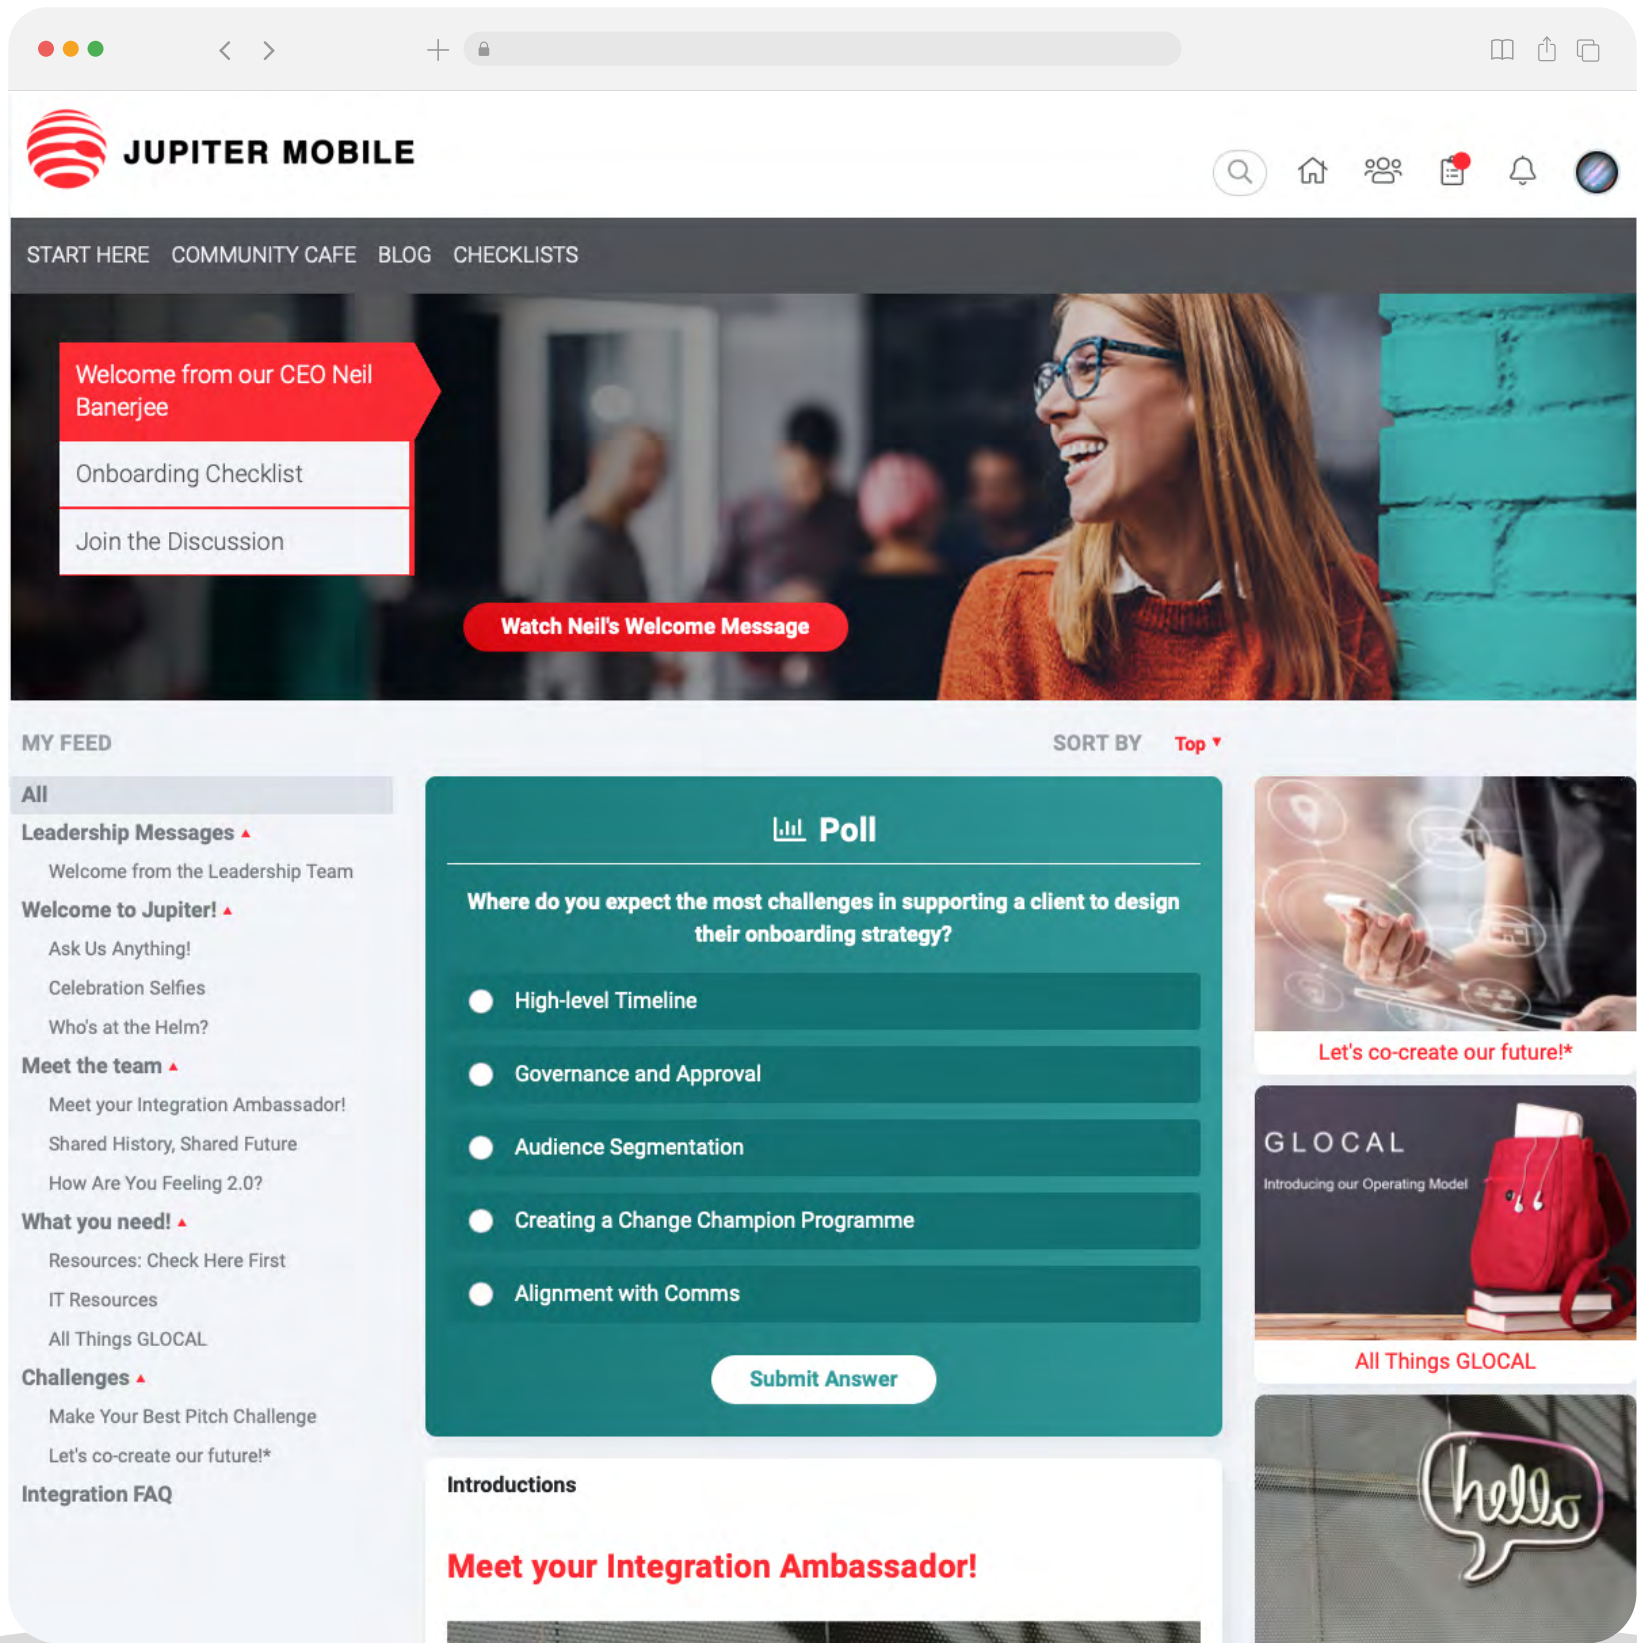 JUPITER MOBILE
START HERE COMMUNITY CAFE BLOG CHECKLISTS
Welcome from our CEO Neil
Banerjee
Onboarding Checklist
Join the Discussion
Watch Neil's Welcome Message
MY FEED
SORT BY Top
All
Leadership Messages
Welcome from the Leadership Team
Welcome to Jupiter!
Ask Us Anything!
Celebration Selfies
Who's at the Helm?
Meet the team
Meet your Integration Ambassador!
Shared History, Shared Future
How Are You Feeling 2.0?
What you need!
Resources: Check Here First
IT Resources
All Things GLOCAL
Challenges
Make Your Best Pitch Challenge
Let's co-create our future!*
Integration FAQ
Poll
Where do you expect the most challenges in supporting a client to design
their onboarding strategy?
High-level Timeline
Governance and Approval
Audience Segmentation
Creating a Change Champion Programme
Alignment with Comms
Submit Answer
Introductions
Meet your Integration Ambassador!
Let's co-create our future!*
GLOCAL
Introducing our Operating Model
All Things GLOCAL
hello